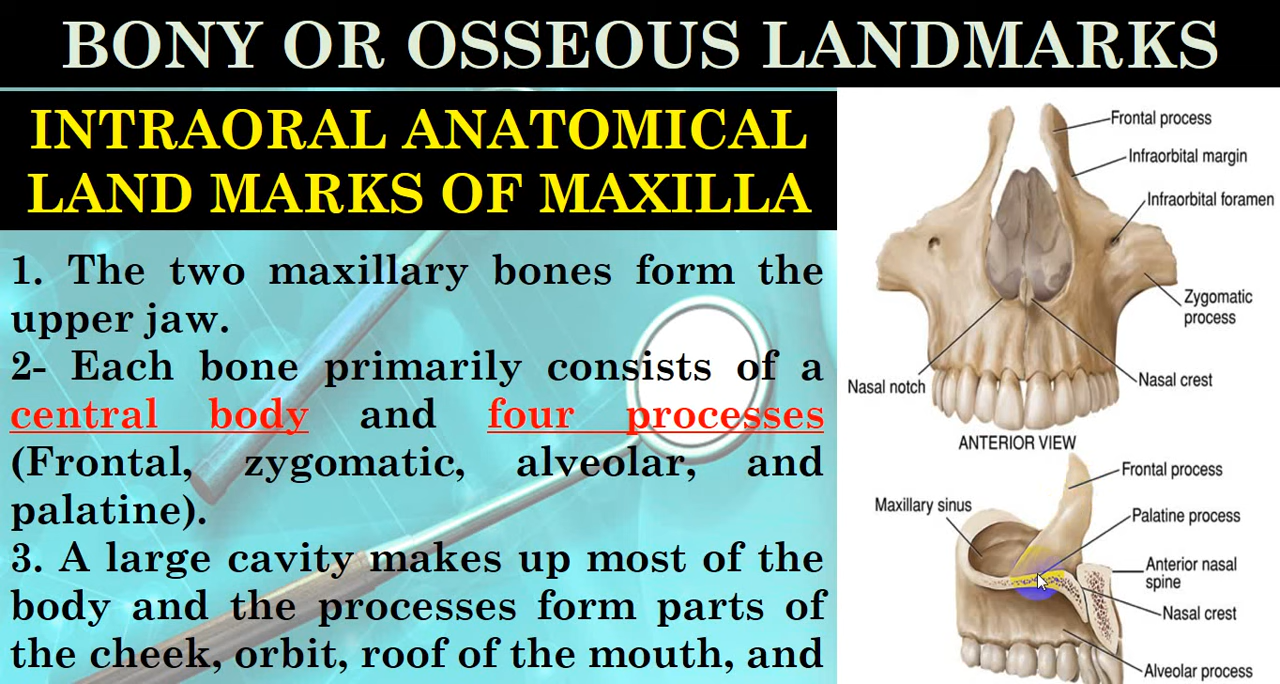 BONY OR OSSEOUS LANDMARKS
INTRAORAL ANATOMICAL
LAND MARKS OF MAXILLA
1. The two maxillary bones form the
upper jaw.
2- Each bone primarily consists of a
central body and four processes
(Frontal, zygomatic, alveolar, and
palatine).
3. A large cavity makes up most of the
body and the processes form parts of
the cheek, orbit, roof of the mouth, and
Frontal process
Infraorbital margin
Infraorbital foramen
Zygomatic
process
Nasal notch
Nasal crest
ANTERIOR VIEW
Frontal process
Maxillary sinus
Palatine process
Anterior nasal
spine
Nasal crest
Alveolar process